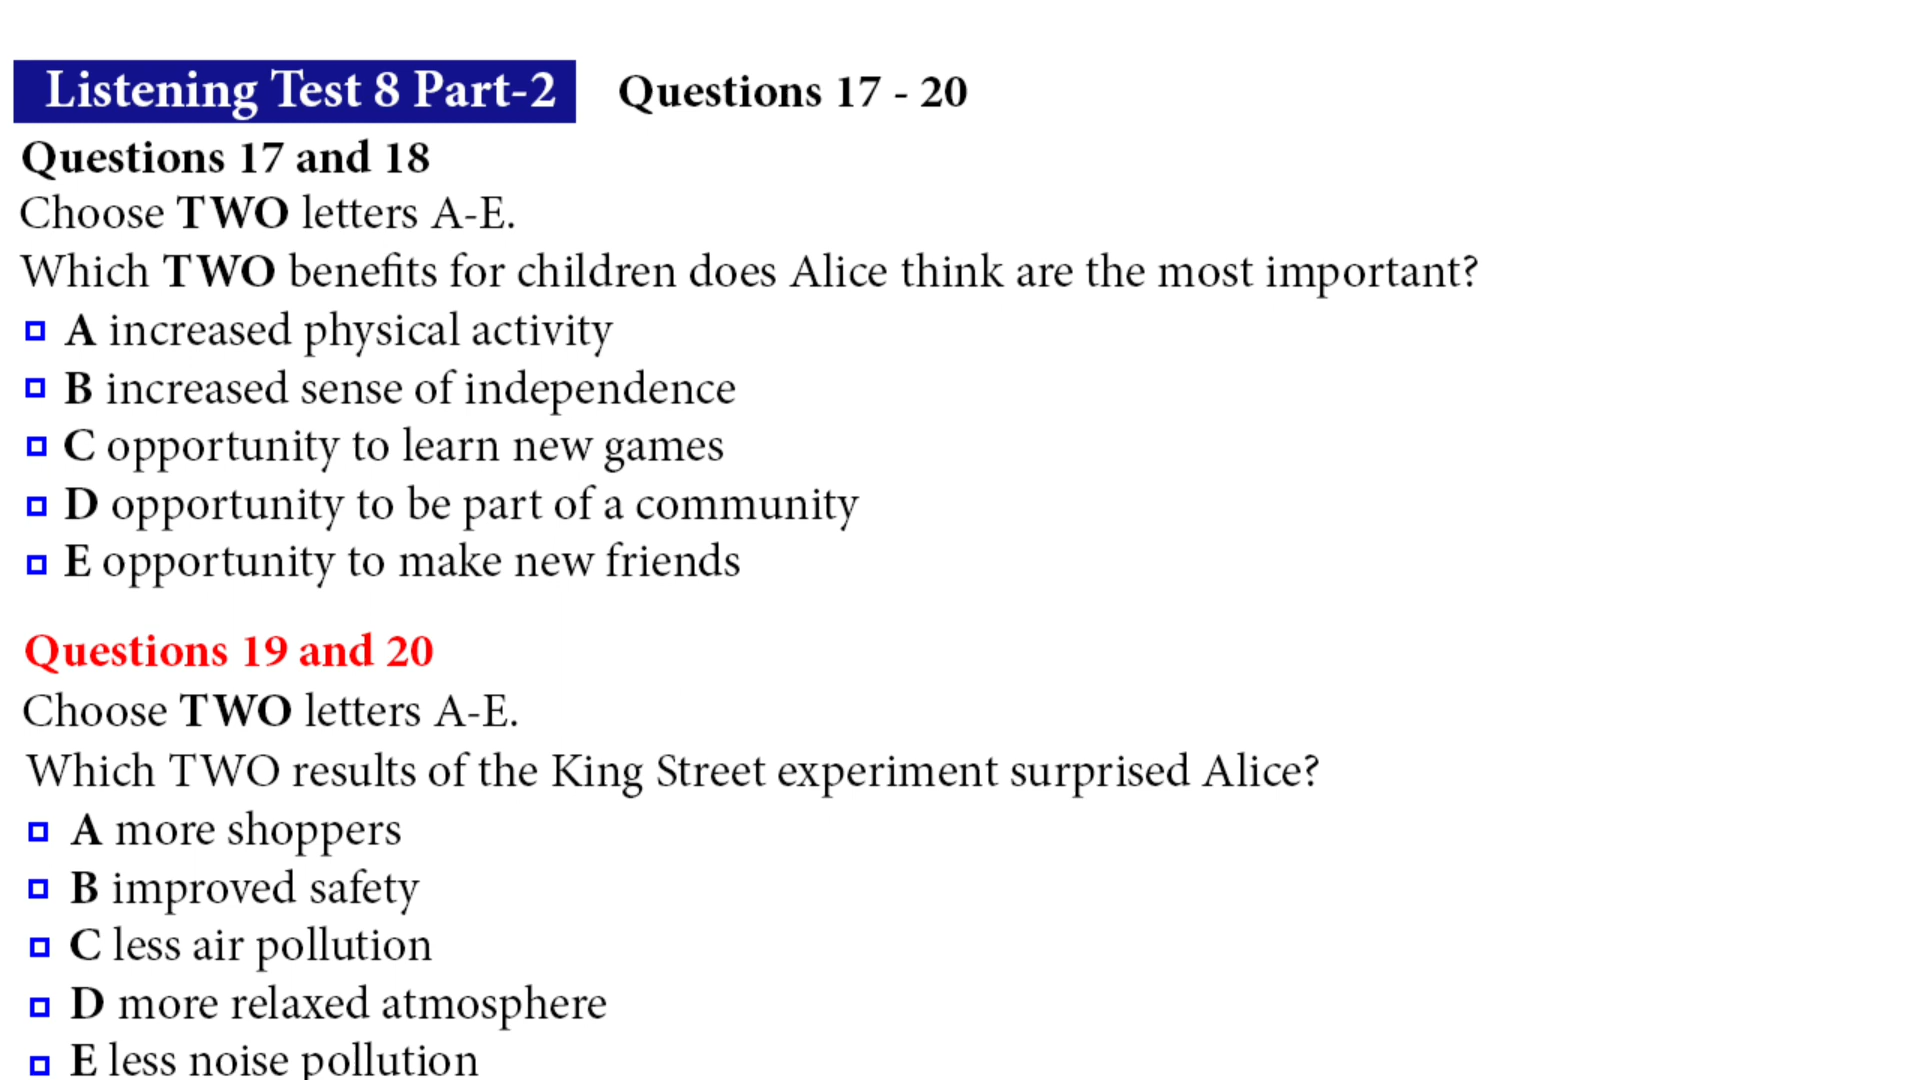 Listening Test 8 Part-2 Questions 17 - 20
Questions 17 and 18
Choose TWO letters A-E.
Which TWO benefits for children does Alice think are the most important?
A increased physical activity
B increased sense of independence
C opportunity to learn new games
D opportunity to be part of a community
E opportunity to make new friends
Questions 19 and 20
Choose TWO letters A-E.
Which TWO results of the King Street experiment surprised Alice?
A more shoppers
B improved safety
C less air pollution
D more relaxed atmosphere
E less noise pollution